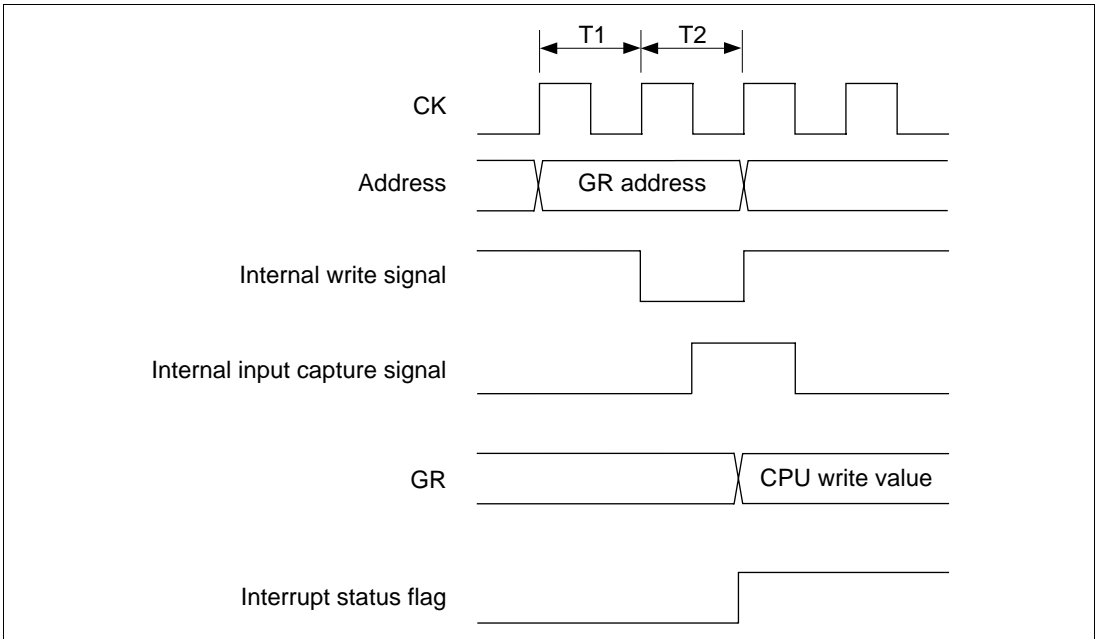 T1 T2
CK
Address GR address
Internal write signal
Internal input capture signal
GR CPU write value
Interrupt status flag